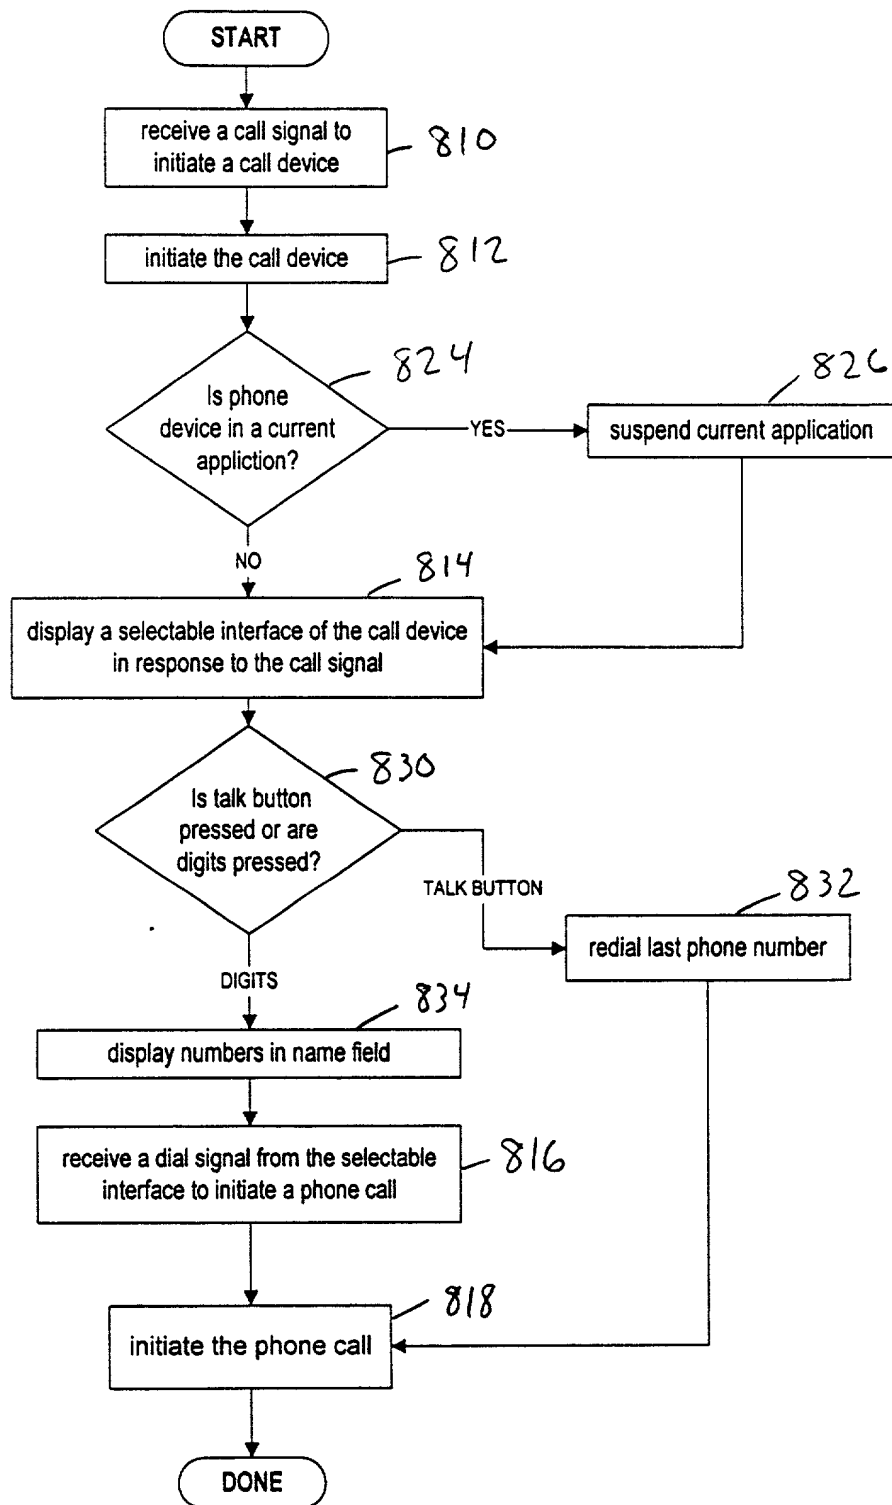 START
receive a call signal to
initiate a call device
810
initiate the call device
812
824
Is phone
device in a current
appliction?
YES
826
suspend current application
NO
814
display a selectable interface of the call device
in response to the call signal
830
Is talk button
pressed or are
digits pressed?
TALK BUTTON
832
redial last phone number
DIGITS
834
display numbers in name field
receive a dial signal from the selectable
interface to initiate a phone call
816
818
initiate the phone call
DONE